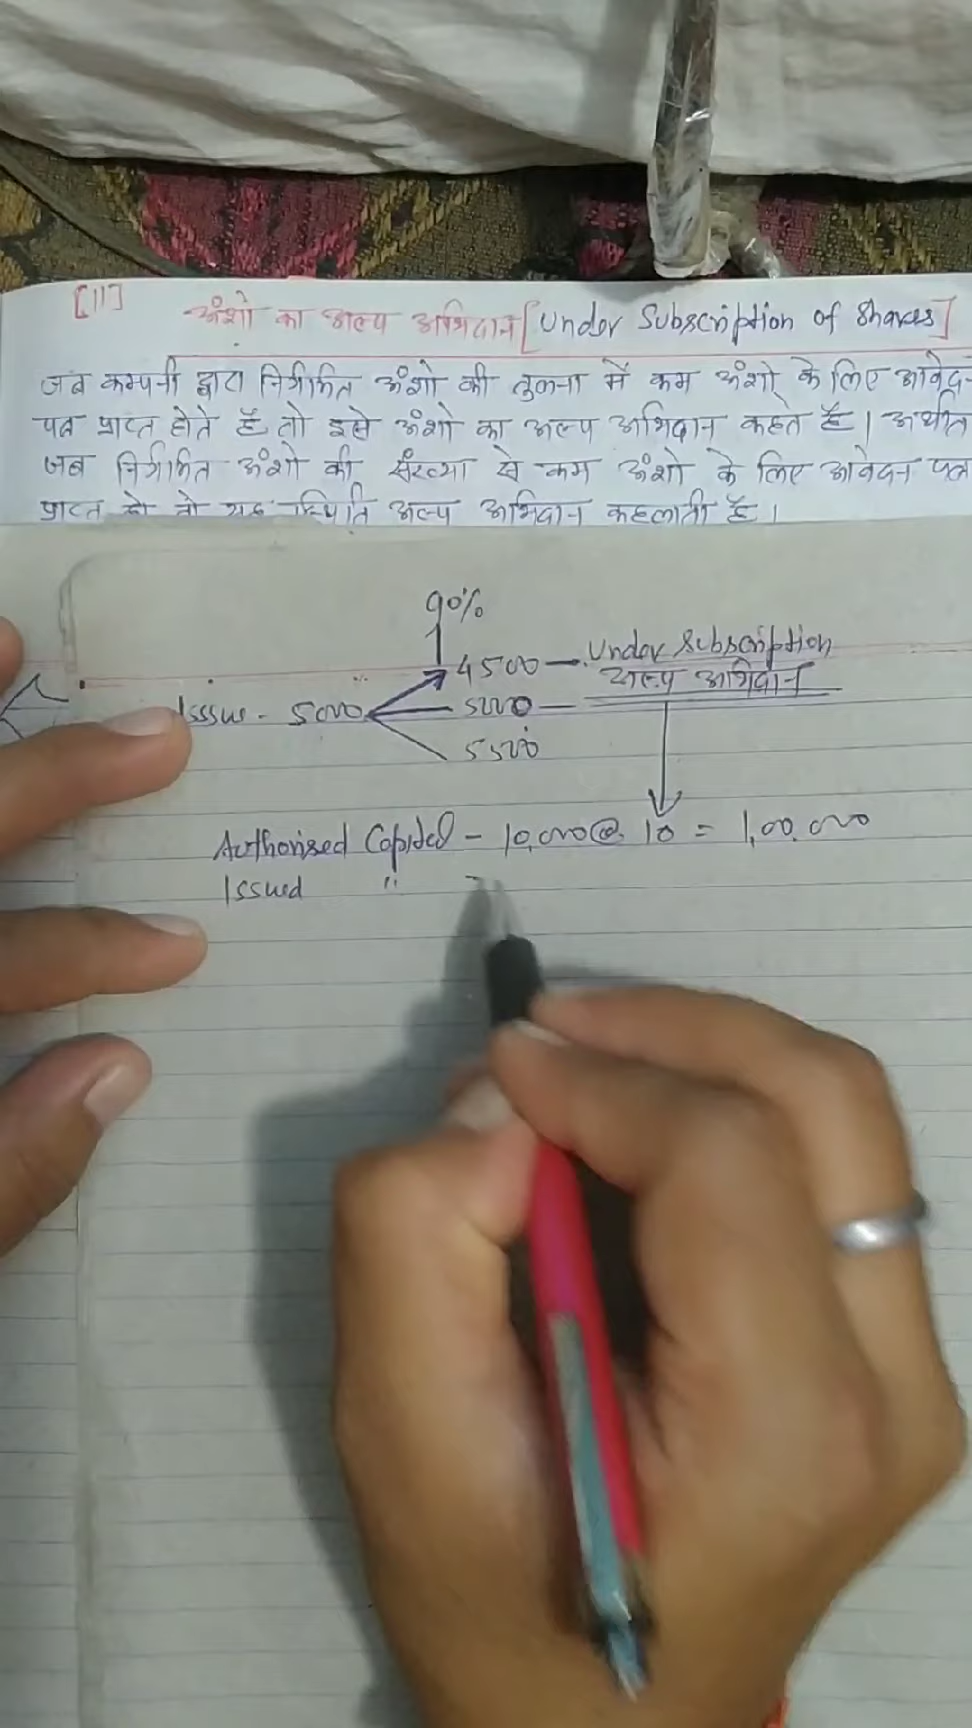 [11] अंशो का अल्प अभिदान [Under Subscription of Shares]
जब कम्पनी द्वारा निर्गमित अंशो की तुलना में कम अंशो के लिए आवेदन
पत्र प्राप्त होते हैं तो इसे अंशो का अल्प अभिदान कहते हैं। अर्थात
जब निर्गमित अंशो की संख्या से कम अंशो के लिए आवेदन पत्र
प्राप्त हो तो यह स्थिति अल्प अभिदान कहलाती है।
90%
4500 — Under Subscription
अल्प अभिदान
Isssue - 5000
5000 —
5500
Authorised Capital - 10,000 @ 10 = 1,00,000
Issued " -